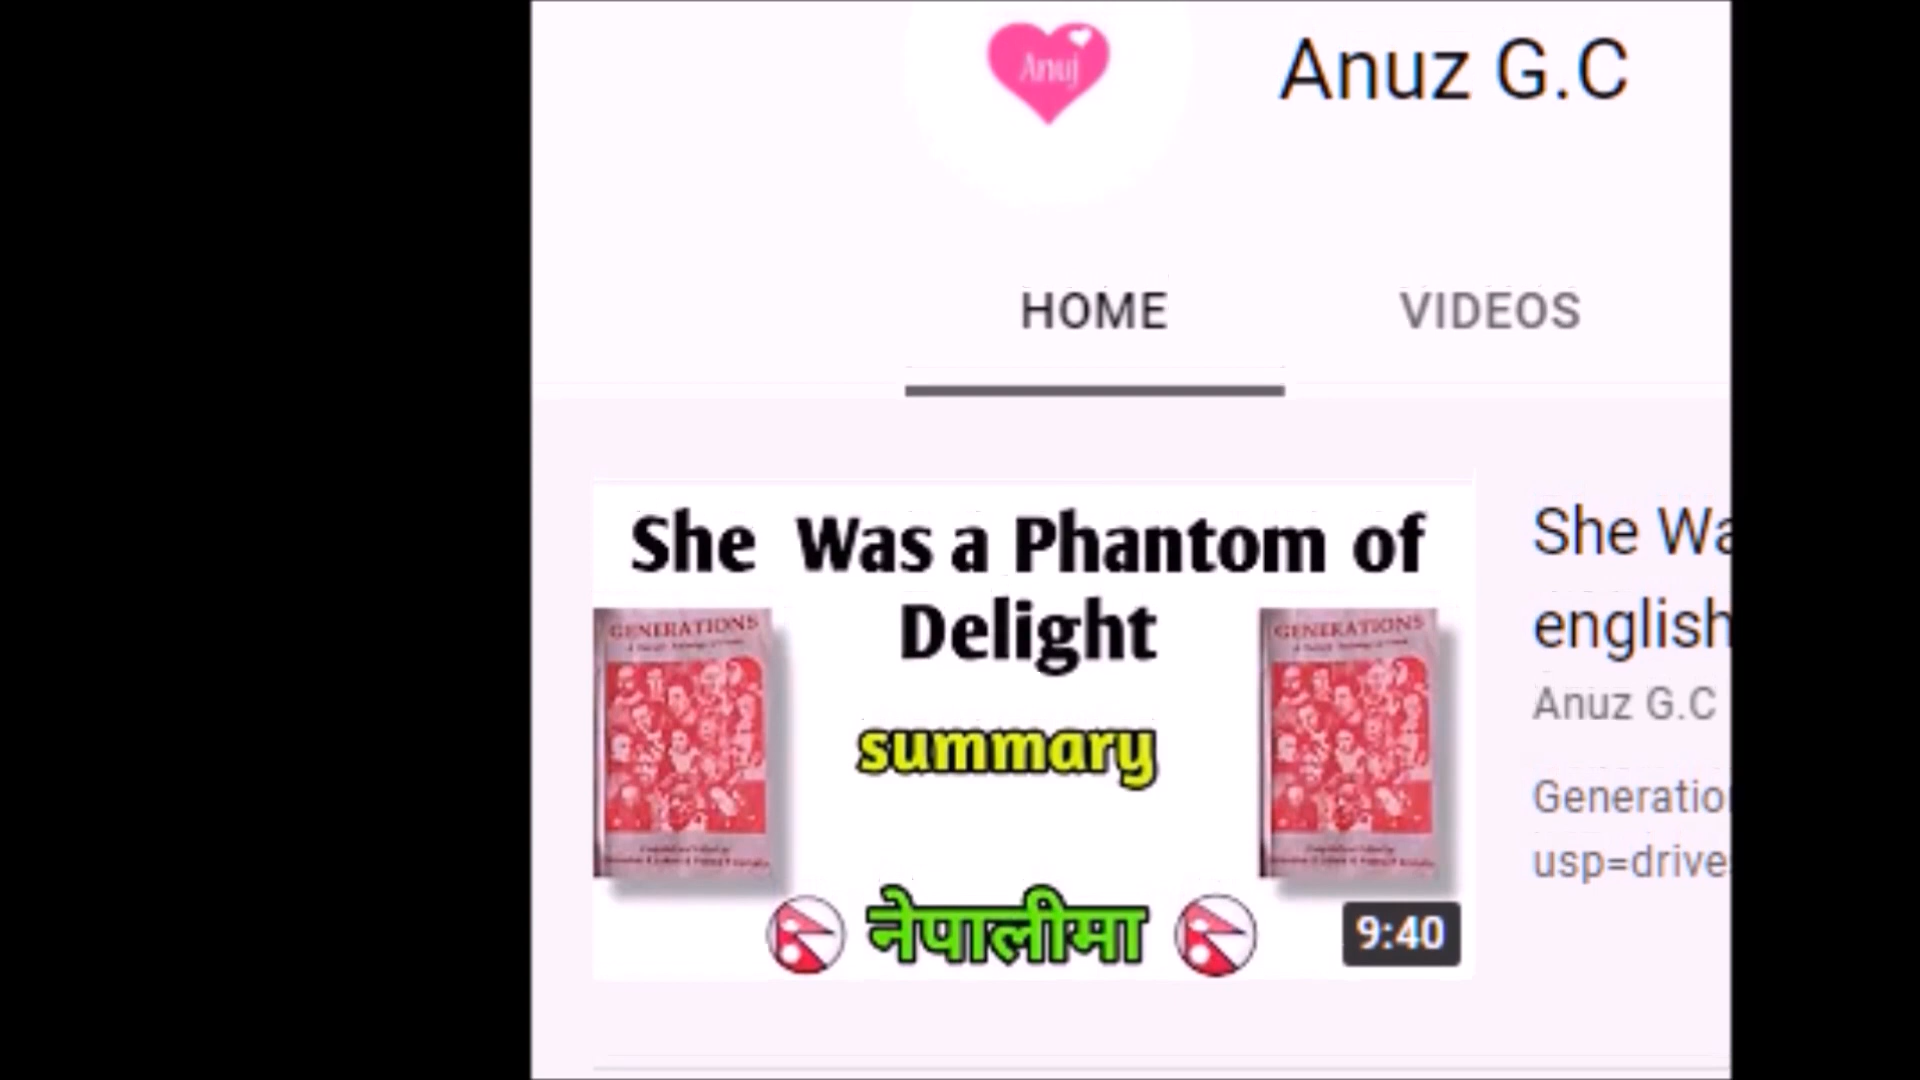 Anuj
Anuz G.C
HOME
VIDEOS
She Was a Phantom of
Delight
summary
नेपालीमा
GENERATIONS
GENERATIONS
9:40
She Wa
english
Anuz G.C
Generatio
usp=drive